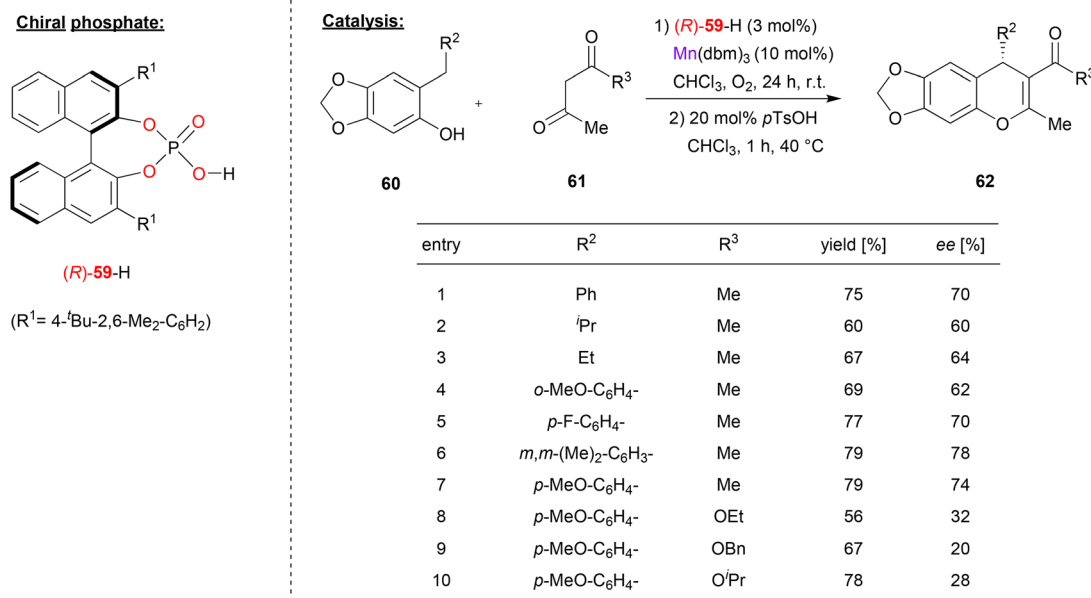 Chiral phosphate:
R1
O
O
P
O
O—H
R1
(R)-59-H
(R1= 4-tBu-2,6-Me2-C6H2)
Catalysis:
R2
O
O
OH
60
+
O
R3
O
Me
61
1) (R)-59-H (3 mol%)
Mn(dbm)3 (10 mol%)
CHCl3, O2, 24 h, r.t.
2) 20 mol% pTsOH
CHCl3, 1 h, 40 °C
R2
O
R3
O
O
O
Me
62
entry R2 R3 yield [%] ee [%]
1 Ph Me 75 70
2 iPr Me 60 60
3 Et Me 67 64
4 o-MeO-C6H4- Me 69 62
5 p-F-C6H4- Me 77 70
6 m,m-(Me)2-C6H3- Me 79 78
7 p-MeO-C6H4- Me 79 74
8 p-MeO-C6H4- OEt 56 32
9 p-MeO-C6H4- OBn 67 20
10 p-MeO-C6H4- OiPr 78 28